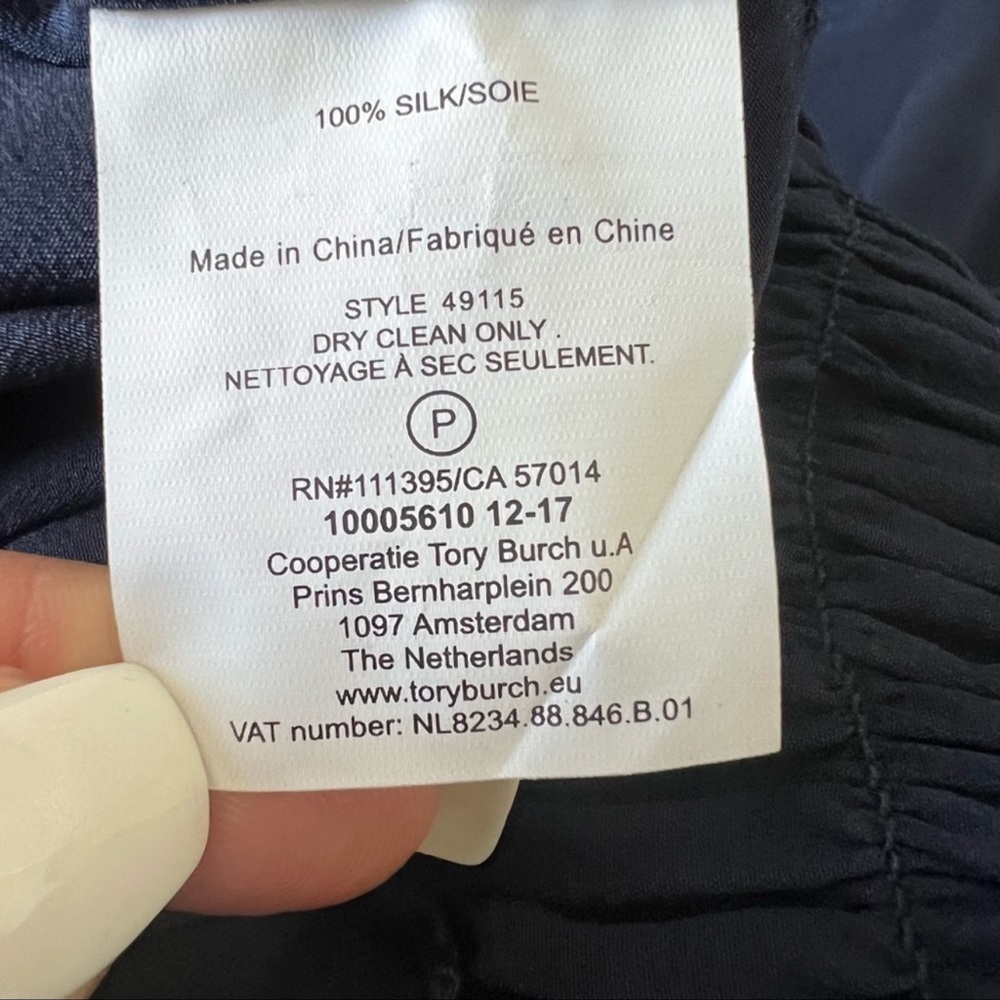 100% SILK/SOIE
Made in China/Fabriqué en Chine
STYLE 49115
DRY CLEAN ONLY .
NETTOYAGE À SEC SEULEMENT.
P
RN#111395/CA 57014
10005610 12-17
Cooperatie Tory Burch u.A
Prins Bernharplein 200
1097 Amsterdam
The Netherlands
www.toryburch.eu
VAT number: NL8234.88.846.B.01